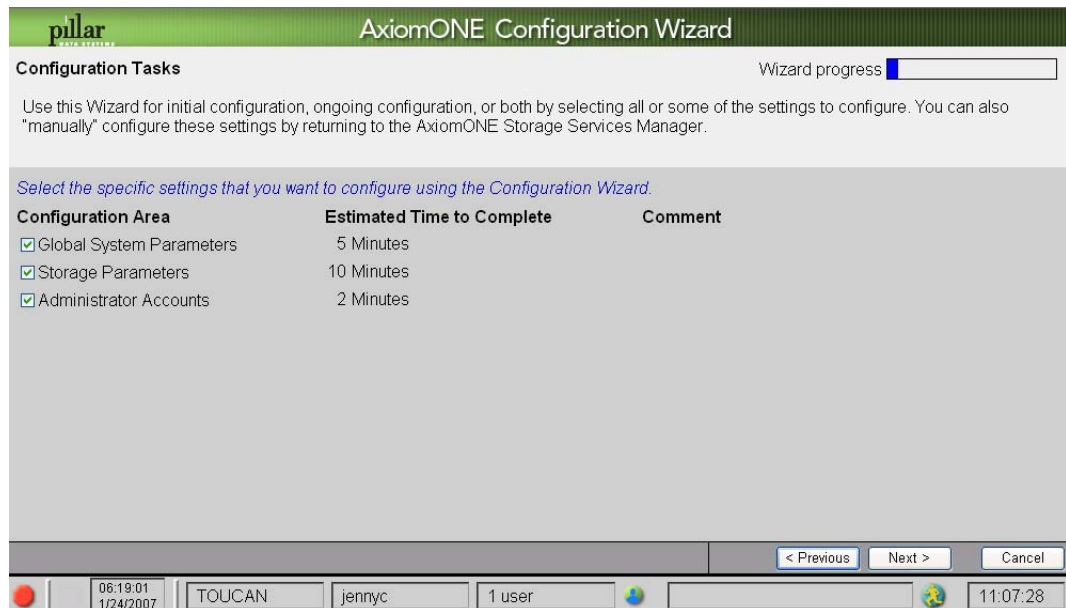 pillar
DATA SYSTEMS
AxiomONE Configuration Wizard
Configuration Tasks
Wizard progress
Use this Wizard for initial configuration, ongoing configuration, or both by selecting all or some of the settings to configure. You can also
"manually" configure these settings by returning to the AxiomONE Storage Services Manager.
Select the specific settings that you want to configure using the Configuration Wizard.
Configuration Area Estimated Time to Complete Comment
Global System Parameters 5 Minutes
Storage Parameters 10 Minutes
Administrator Accounts 2 Minutes
< Previous Next > Cancel
06:19:01
1/24/2007
TOUCAN jennyc 1 user 11:07:28